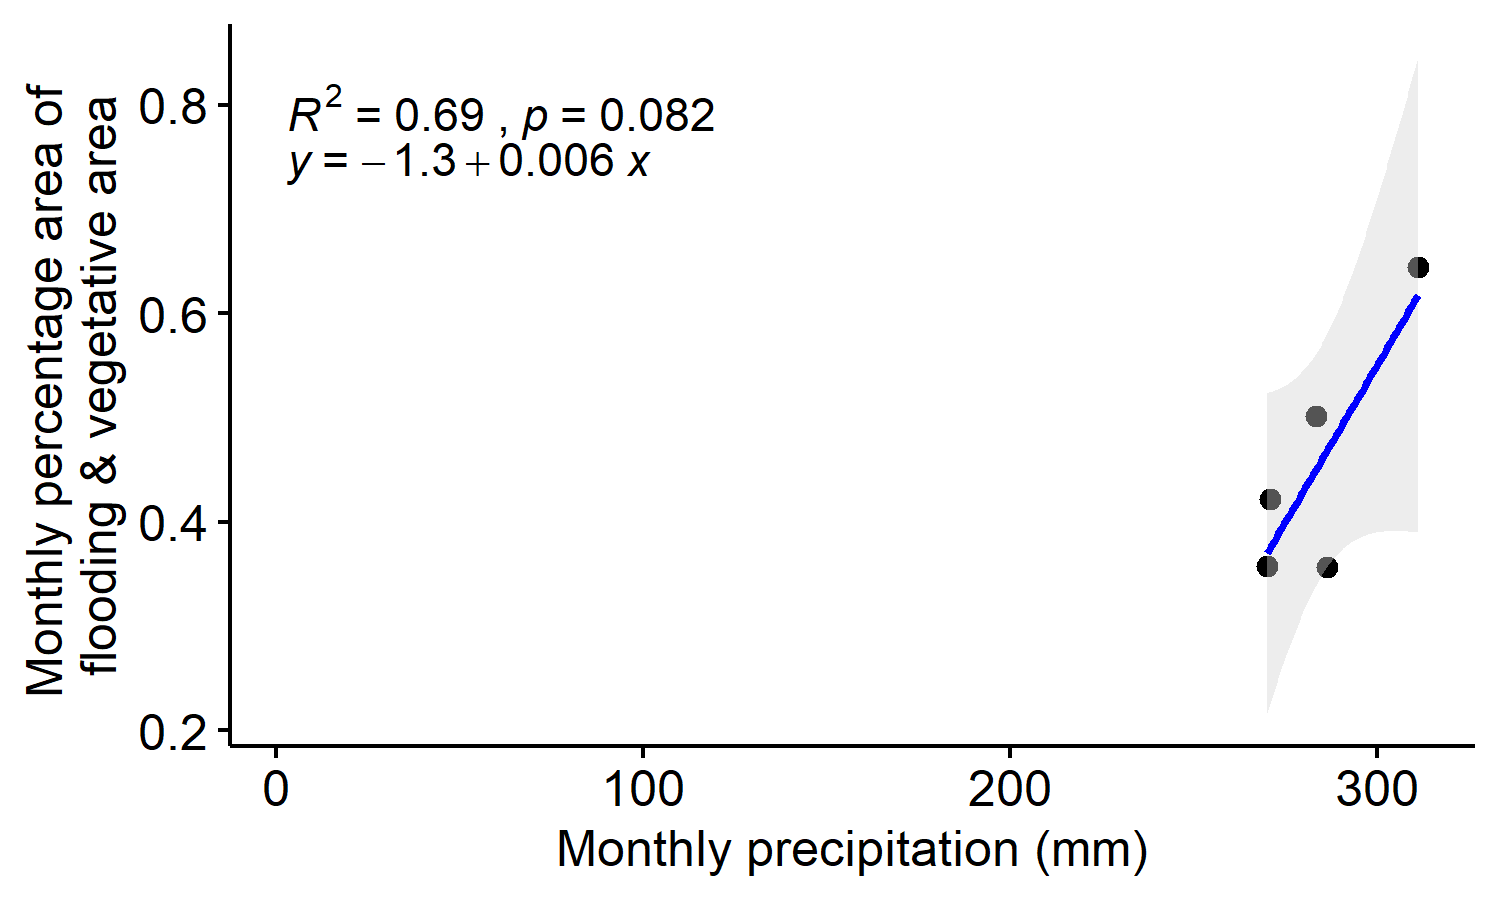 Monthly percentage area of
flooding & vegetative area
0.8
0.6
0.4
0.2
R² = 0.69 , p = 0.082
y = −1.3+0.006 x
0 100 200 300
Monthly precipitation (mm)